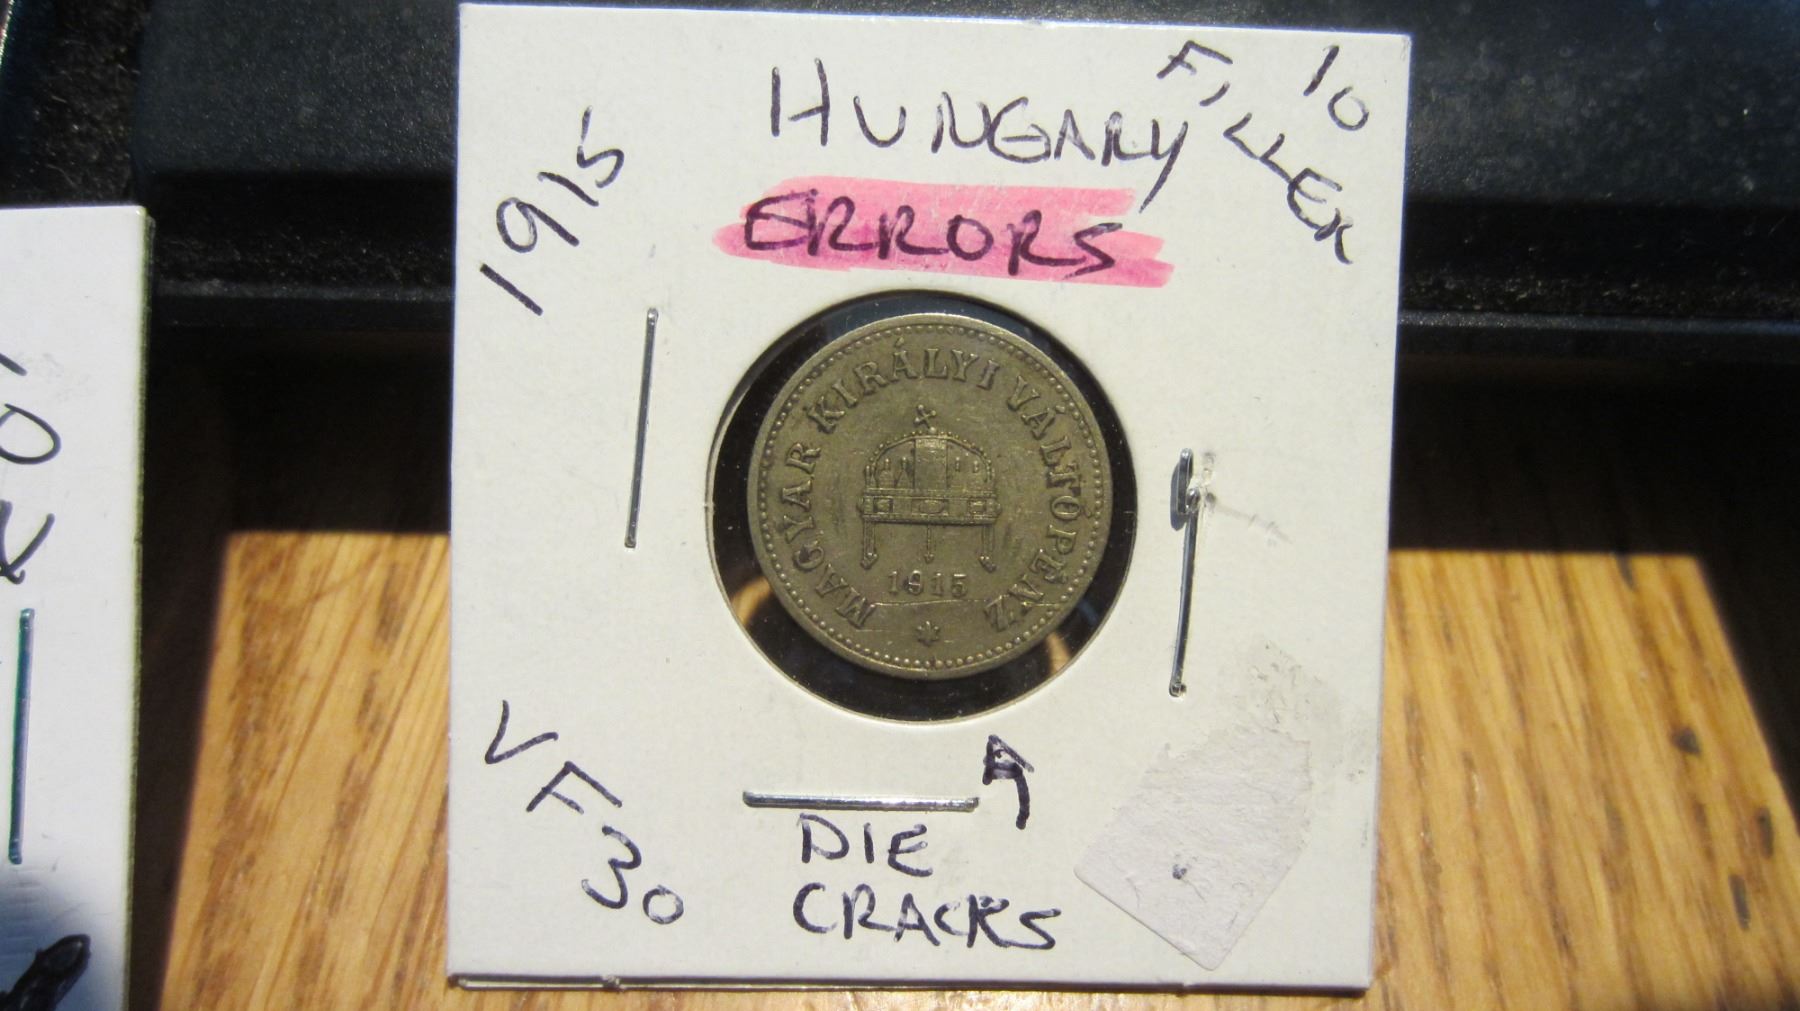 10
FILLER
HUNGARY
1915
ERRORS
MAGYAR KIRÁLYI VÁLTÓPÉNZ
1915
VF30
DIE
CRACKS